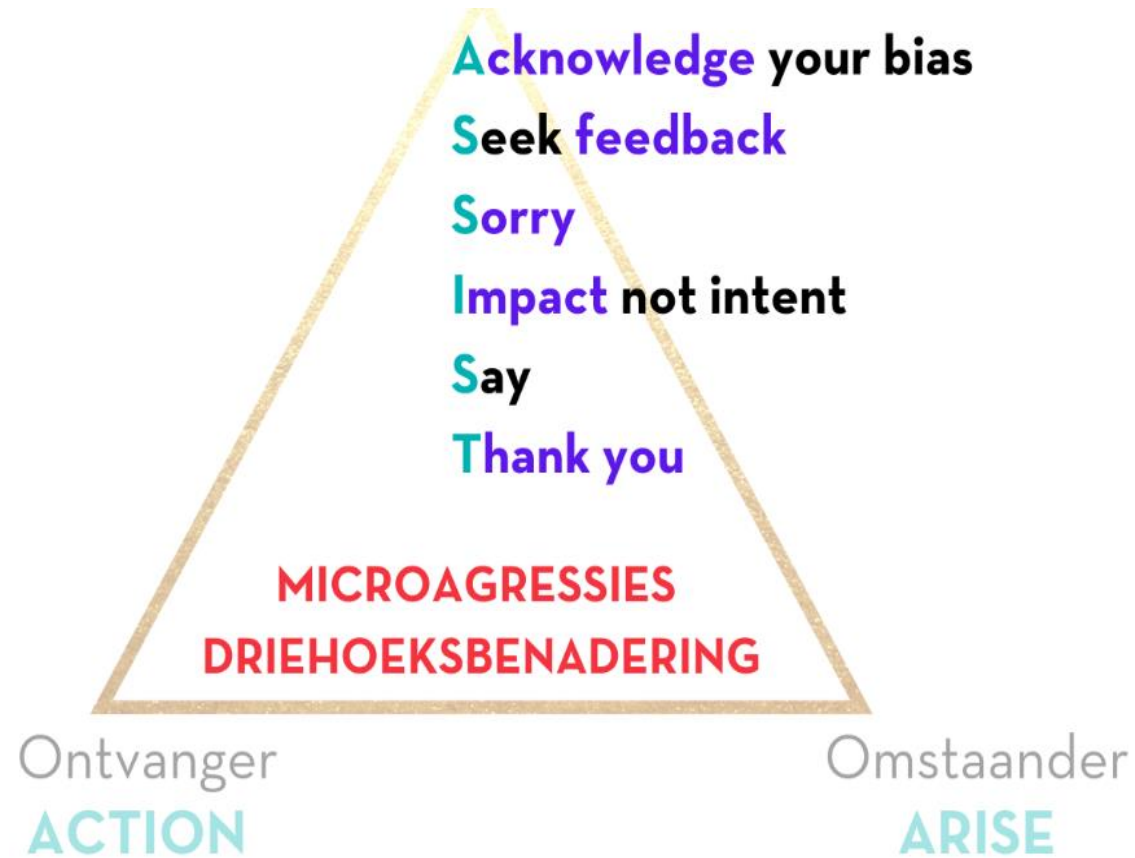 Acknowledge your bias
Seek feedback
Sorry
Impact not intent
Say
Thank you
MICROAGRESSIES
DRIEHOEKSBENADERING
Ontvanger
Omstaander
ACTION
ARISE